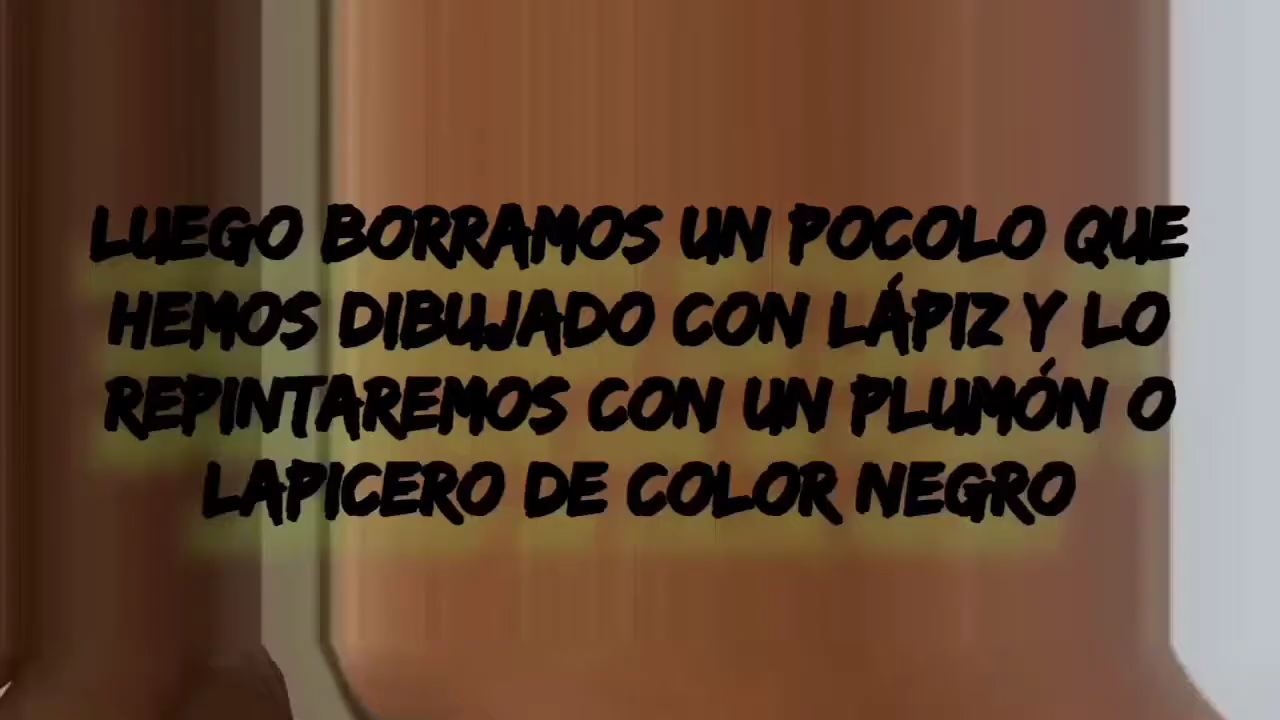 LUEGO BORRAMOS UN POCOLO QUE
HEMOS DIBUJADO CON LÁPIZ Y LO
REPINTAREMOS CON UN PLUMÓN O
LAPICERO DE COLOR NEGRO